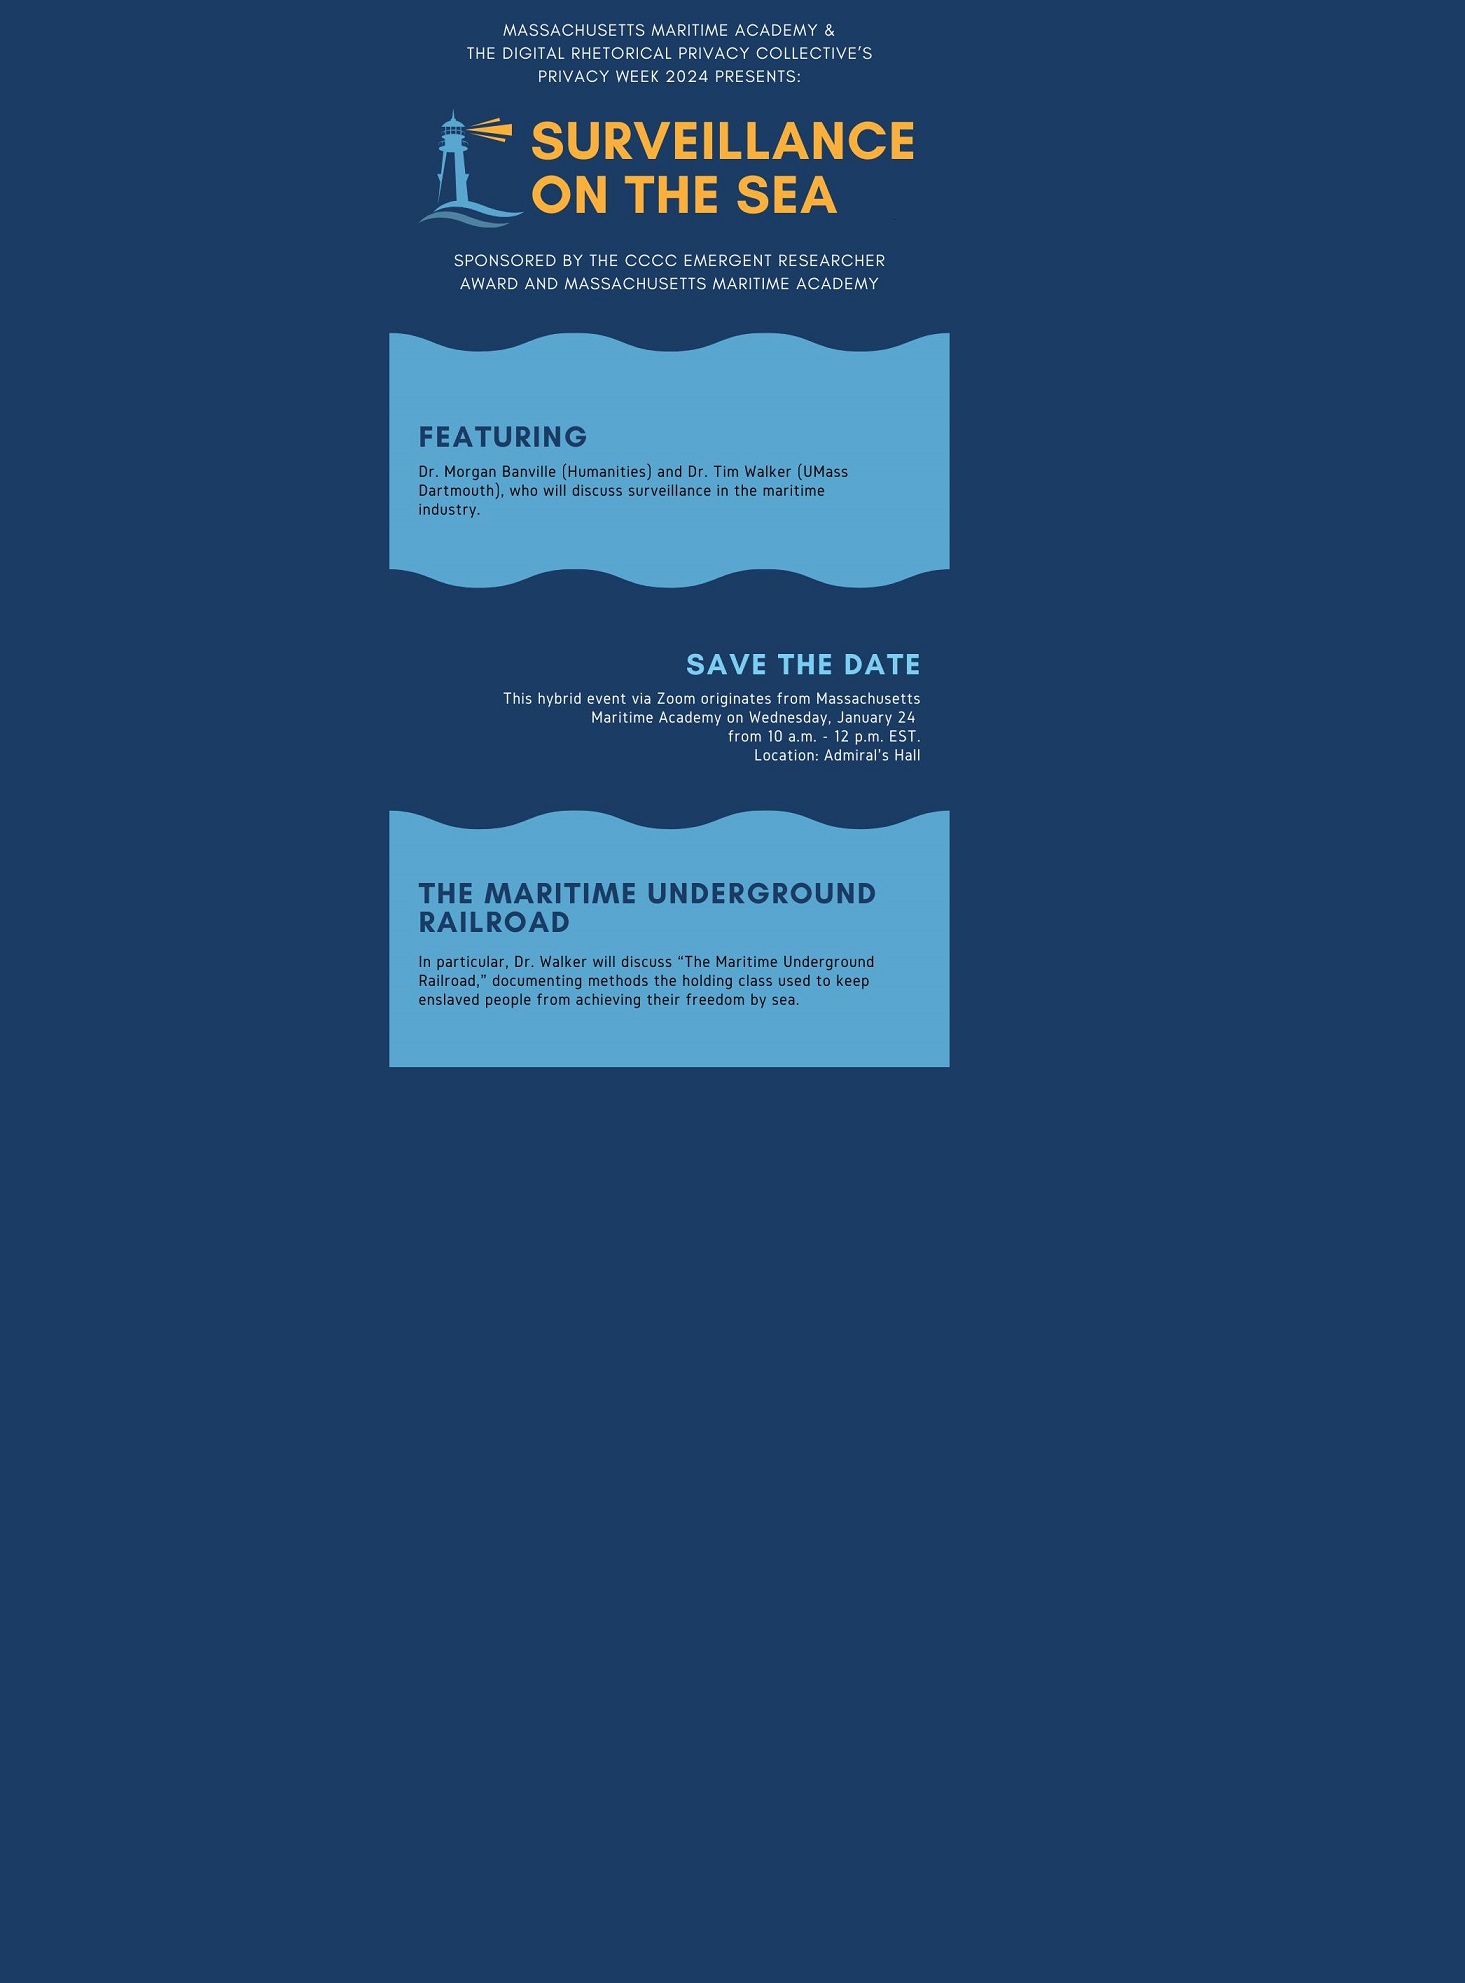 MASSACHUSETTS MARITIME ACADEMY &
THE DIGITAL RHETORICAL PRIVACY COLLECTIVE'S
PRIVACY WEEK 2024 PRESENTS:
SURVEILLANCE
ON THE SEA
SPONSORED BY THE CCCC EMERGENT RESEARCHER
AWARD AND MASSACHUSETTS MARITIME ACADEMY
FEATURING
Dr. Morgan Banville (Humanities) and Dr. Tim Walker (UMass
Dartmouth), who will discuss surveillance in the maritime
industry.
SAVE THE DATE
This hybrid event via Zoom originates from Massachusetts
Maritime Academy on Wednesday, January 24
from 10 a.m. - 12 p.m. EST.
Location: Admiral's Hall
THE MARITIME UNDERGROUND
RAILROAD
In particular, Dr. Walker will discuss “The Maritime Underground
Railroad,” documenting methods the holding class used to keep
enslaved people from achieving their freedom by sea.